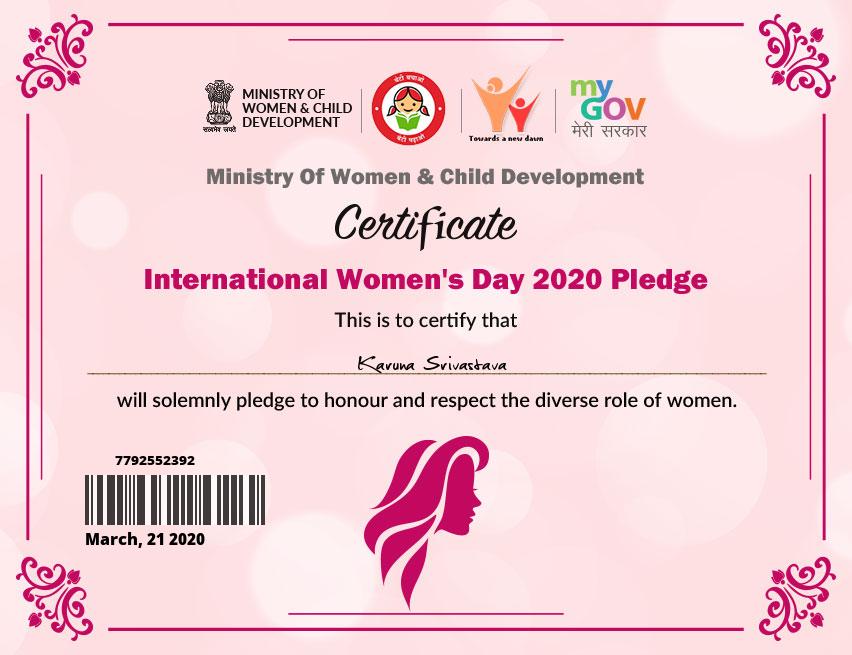 MINISTRY OF
WOMEN & CHILD
DEVELOPMENT
सत्यमेव जयते
बेटी बचाओ
बेटी पढ़ाओ
Towards a new dawn
my
GOV
मेरी सरकार
Ministry Of Women & Child Development
Certificate
International Women's Day 2020 Pledge
This is to certify that
Karuna Srivastava
will solemnly pledge to honour and respect the diverse role of women.
7792552392
March, 21 2020